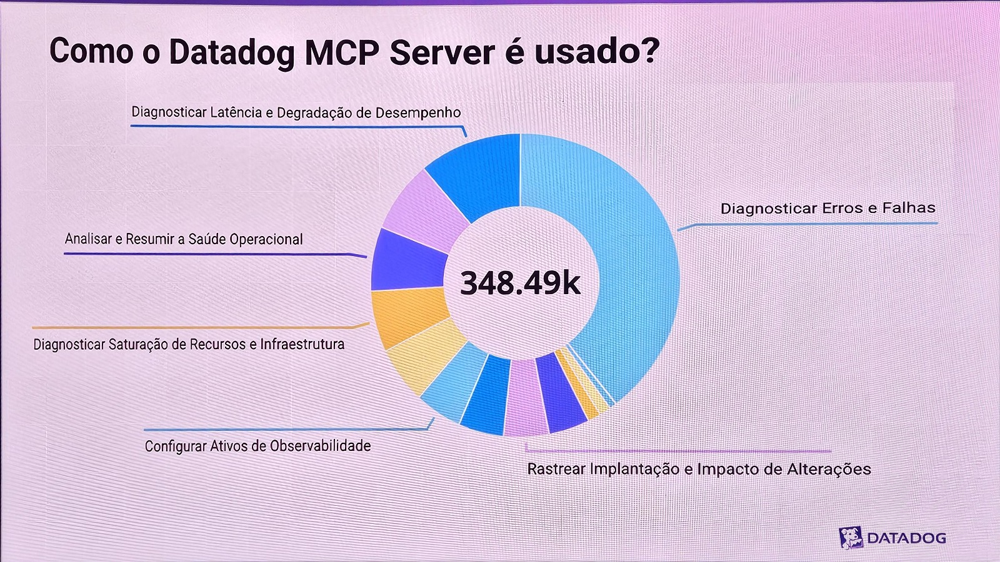 Como o Datadog MCP Server é usado?
Diagnosticar Latência e Degradação de Desempenho
Diagnosticar Erros e Falhas
Analisar e Resumir a Saúde Operacional
348.49k
Diagnosticar Saturação de Recursos e Infraestrutura
Configurar Ativos de Observabilidade
Rastrear Implantação e Impacto de Alterações
DATADOG